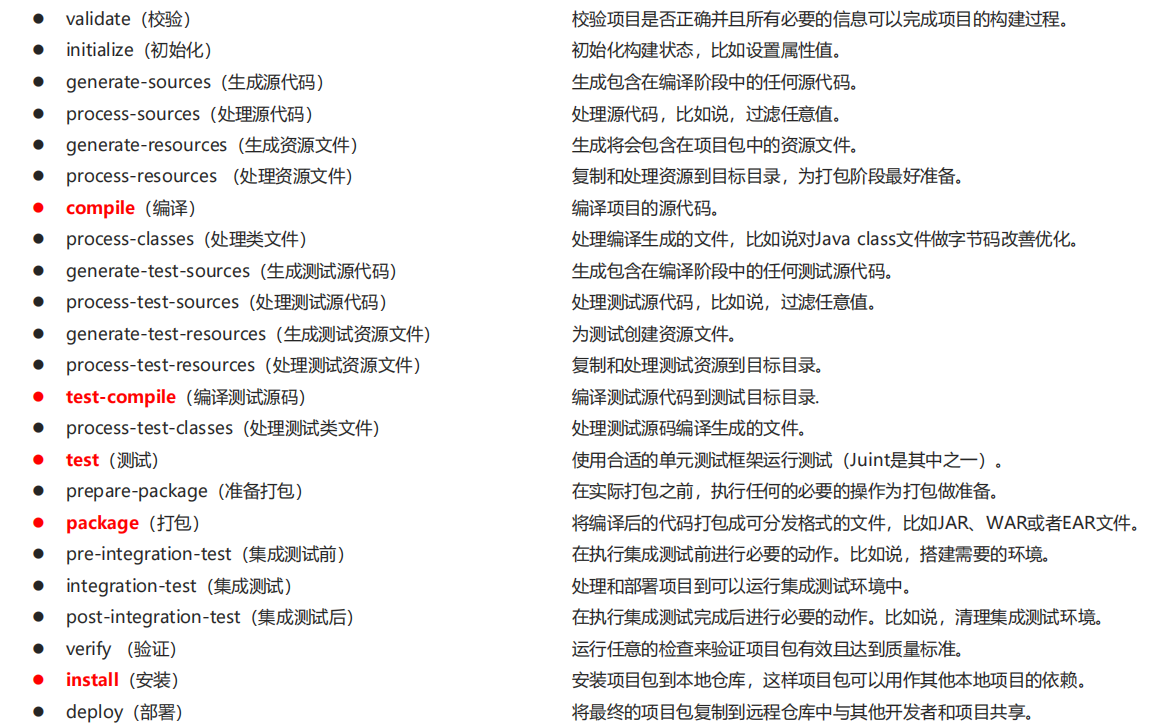 ● validate（校验） 校验项目是否正确并且所有必要的信息可以完成项目的构建过程。
● initialize（初始化） 初始化构建状态，比如设置属性值。
● generate-sources（生成源代码） 生成包含在编译阶段中的任何源代码。
● process-sources（处理源代码） 处理源代码，比如说，过滤任意值。
● generate-resources（生成资源文件） 生成将会包含在项目包中的资源文件。
● process-resources （处理资源文件） 复制和处理资源到目标目录，为打包阶段最好准备。
● compile（编译） 编译项目的源代码。
● process-classes（处理类文件） 处理编译生成的文件，比如说对Java class文件做字节码改善优化。
● generate-test-sources（生成测试源代码） 生成包含在编译阶段中的任何测试源代码。
● process-test-sources（处理测试源代码） 处理测试源代码，比如说，过滤任意值。
● generate-test-resources（生成测试资源文件） 为测试创建资源文件。
● process-test-resources（处理测试资源文件） 复制和处理测试资源到目标目录。
● test-compile（编译测试源码） 编译测试源代码到测试目标目录.
● process-test-classes（处理测试类文件） 处理测试源码编译生成的文件。
● test（测试） 使用合适的单元测试框架运行测试（Juint是其中之一）。
● prepare-package（准备打包） 在实际打包之前，执行任何的必要的操作为打包做准备。
● package（打包） 将编译后的代码打包成可分发格式的文件，比如JAR、WAR或者EAR文件。
● pre-integration-test（集成测试前） 在执行集成测试前进行必要的动作。比如说，搭建需要的环境。
● integration-test（集成测试） 处理和部署项目到可以运行集成测试环境中。
● post-integration-test（集成测试后） 在执行集成测试完成后进行必要的动作。比如说，清理集成测试环境。
● verify （验证） 运行任意的检查来验证项目包有效且达到质量标准。
● install（安装） 安装项目包到本地仓库，这样项目包可以用作其他本地项目的依赖。
● deploy（部署） 将最终的项目包复制到远程仓库中与其他开发者和项目共享。